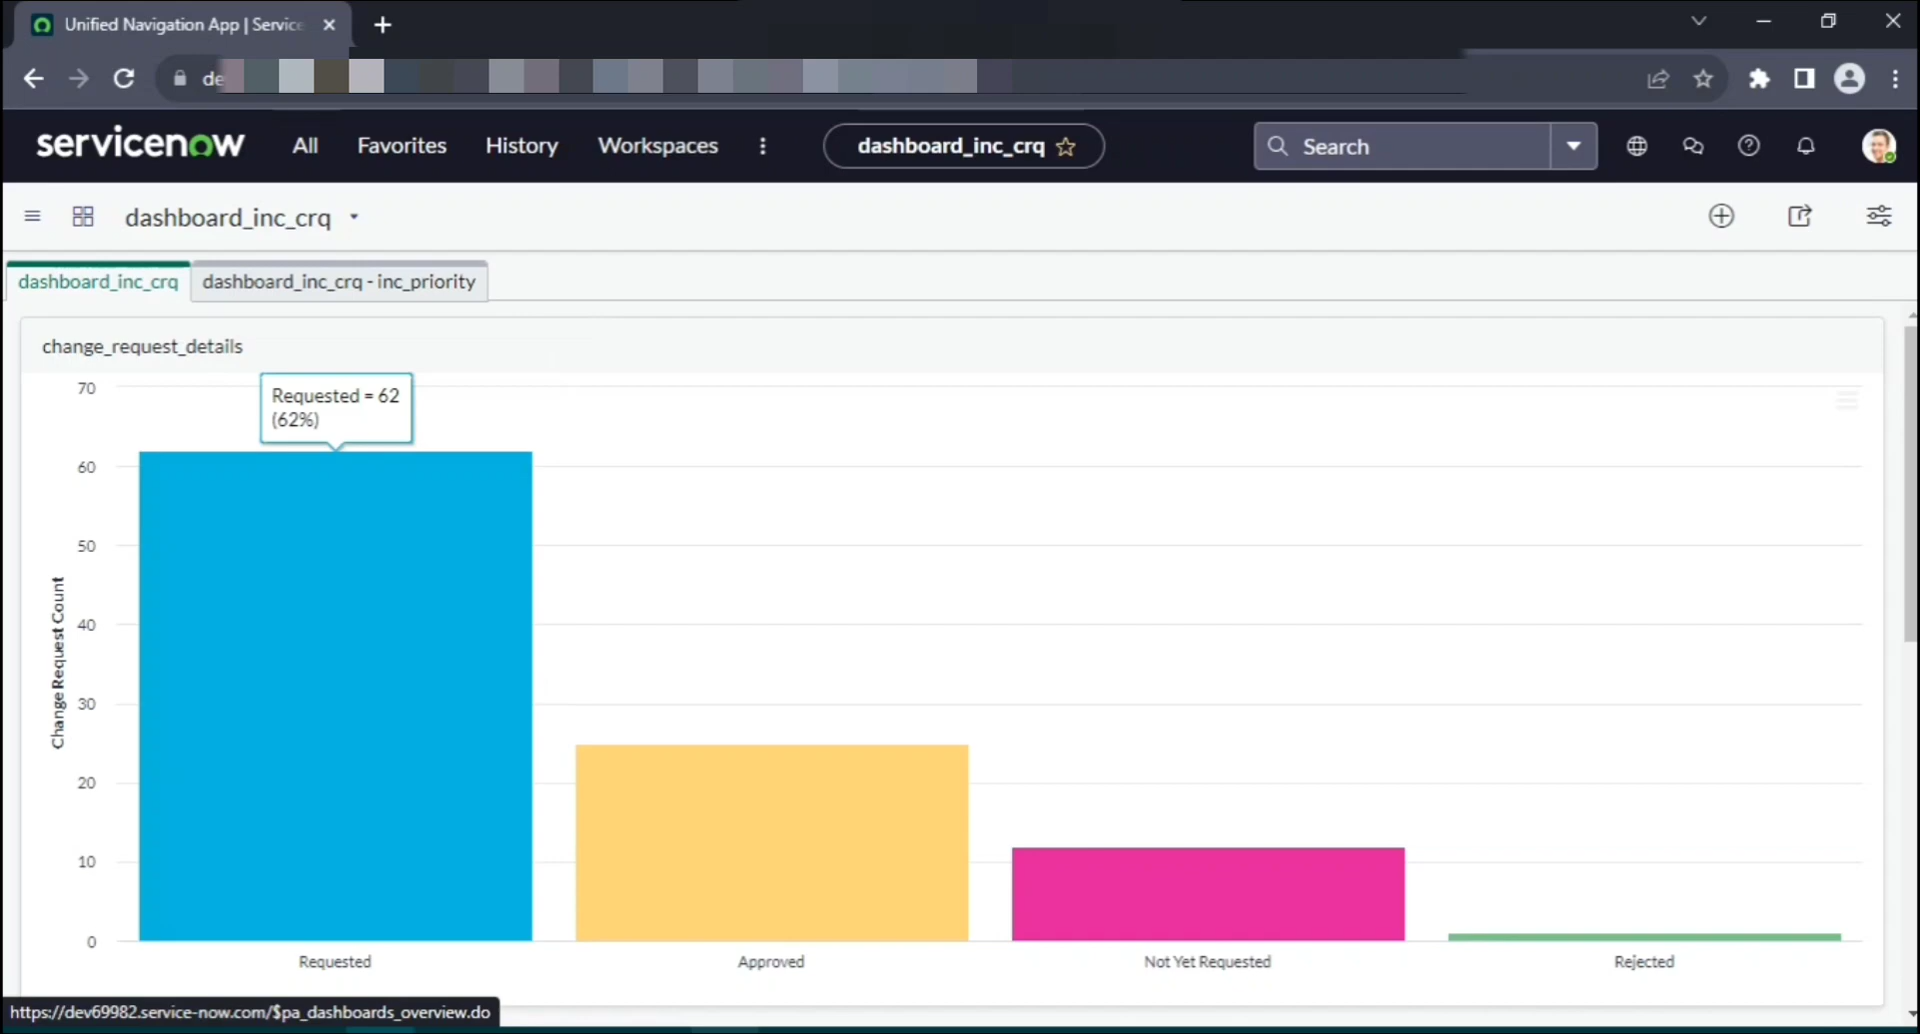 Unified Navigation App | Service
de
servicenow All Favorites History Workspaces dashboard_inc_crq Search
dashboard_inc_crq
dashboard_inc_crq dashboard_inc_crq - inc_priority
change_request_details
70
Requested = 62
(62%)
60
50
40
30
20
10
0
Change Request Count
Requested Approved Not Yet Requested Rejected
https://dev69982.service-now.com/$pa_dashboards_overview.do